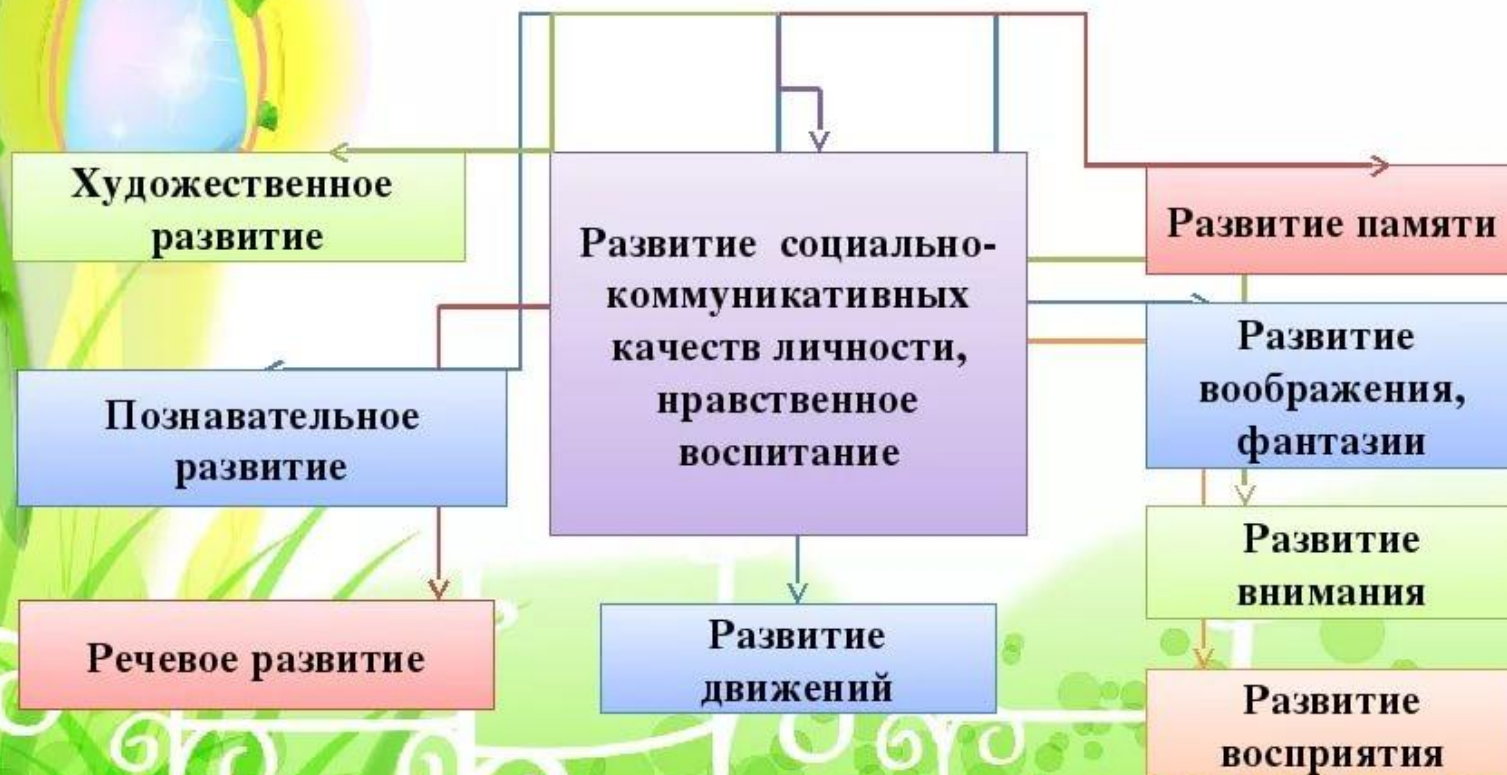 Художественное
развитие
Познавательное
развитие
Речевое развитие
Развитие социально-
коммуникативных
качеств личности,
нравственное
воспитание
Развитие
движений
Развитие памяти
Развитие
воображения,
фантазии
Развитие
внимания
Развитие
восприятия